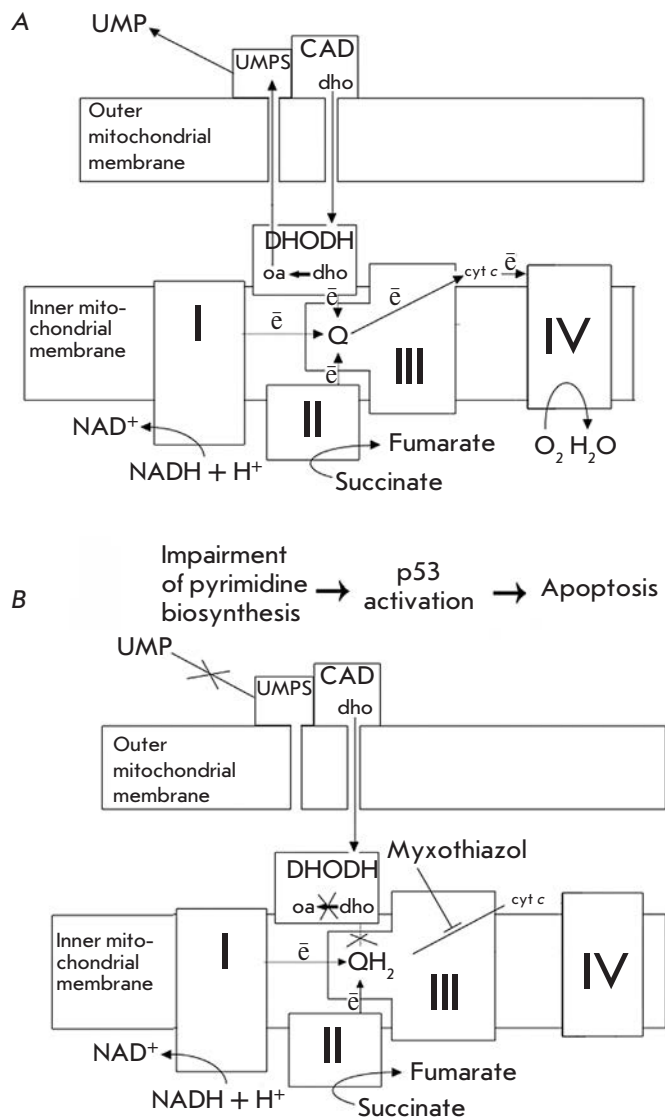 A
UMP
UMPS
CAD
dho
Outer
mitochondrial
membrane
DHODH
oa dho
ē
ē
cyt c
ē
ē
Inner mito-
chondrial
membrane
I
Q
III
IV
ē
II
NAD+
NADH + H+
Fumarate
Succinate
O2 H2O
B
Impairment
of pyrimidine
biosynthesis
p53
activation
Apoptosis
UMP
UMPS
CAD
dho
Outer
mitochondrial
membrane
Myxothiazol
DHODH
oa dho
cyt c
Inner mito-
chondrial
membrane
I
ē
QH2
III
IV
ē
II
NAD+
NADH + H+
Fumarate
Succinate